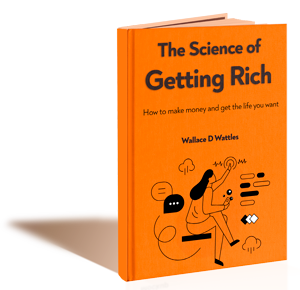 The Science of
Getting Rich
How to make money and get the life you want
Wallace D Wattles